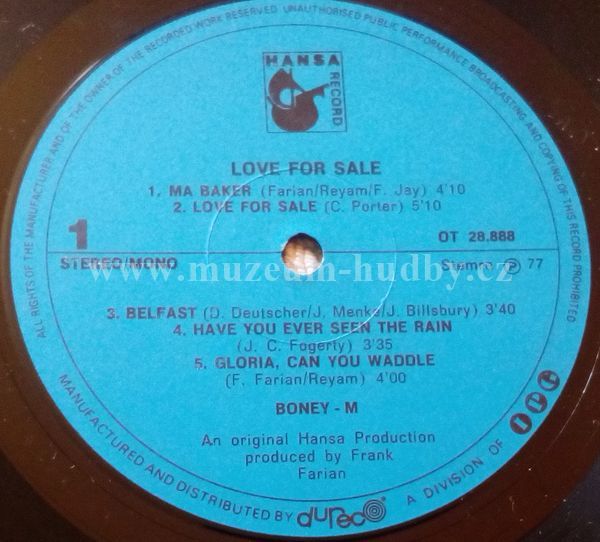 ALL RIGHTS OF THE MANUFACTURER AND OF THE OWNER OF THE RECORDED WORK RESERVED UNAUTHORISED PUBLIC PERFORMANCE BROADCASTING AND COPYING OF THIS RECORD PROHIBITED
HANSA
RECORD
LOVE FOR SALE
1. MA BAKER (Farian/Reyam/F. Jay) 4'10
2. LOVE FOR SALE (C. Porter) 5'10
1
OT 28.888
STEREO/MONO
Stemra Ⓟ 77
www.muzeum-hudby.cz
3. BELFAST (D. Deutscher/J. Menke/J. Billsbury) 3'40
4. HAVE YOU EVER SEEN THE RAIN
(J. C. Fogerty) 3'35
5. GLORIA, CAN YOU WADDLE
(F. Farian/Reyam) 4'00
BONEY - M
An original Hansa Production
produced by Frank
Farian
MANUFACTURED AND DISTRIBUTED BY dureco A DIVISION OF